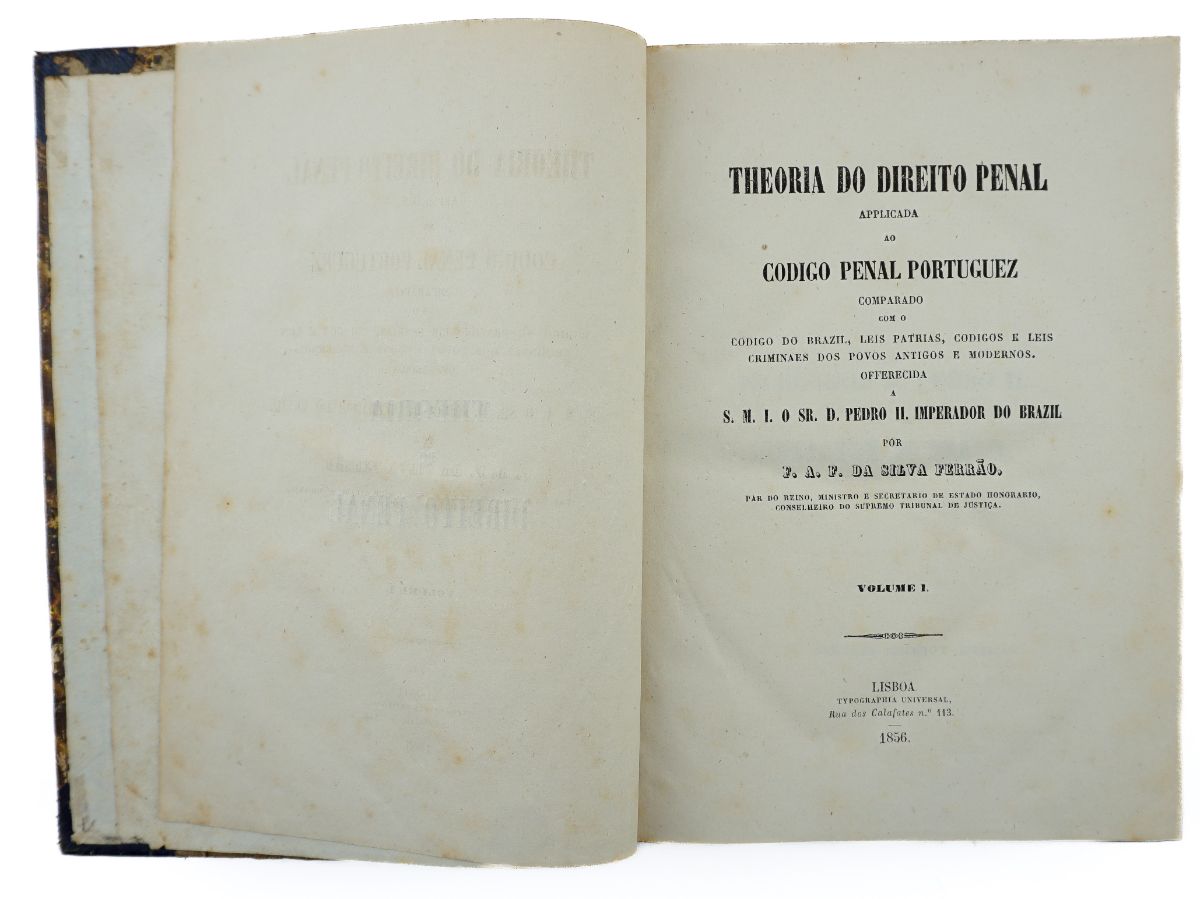 THEORIA DO DIREITO PENAL
APPLICADA
AO
CODIGO PENAL PORTUGUEZ
COMPARADO
COM O
CODIGO DO BRAZIL, LEIS PATRIAS, CODIGOS E LEIS
CRIMINAES DOS POVOS ANTIGOS E MODERNOS.
OFFERECIDA
A
S. M. I. O SR. D. PEDRO II. IMPERADOR DO BRAZIL
POR
F. A. F. DA SILVA FERRÃO,
PAR DO REINO, MINISTRO E SECRETARIO DE ESTADO HONORARIO,
CONSELHEIRO DO SUPREMO TRIBUNAL DE JUSTIÇA.
VOLUME I.
LISBOA
TYPOGRAPHIA UNIVERSAL,
Rua dos Calafates n.º 113.
1856.